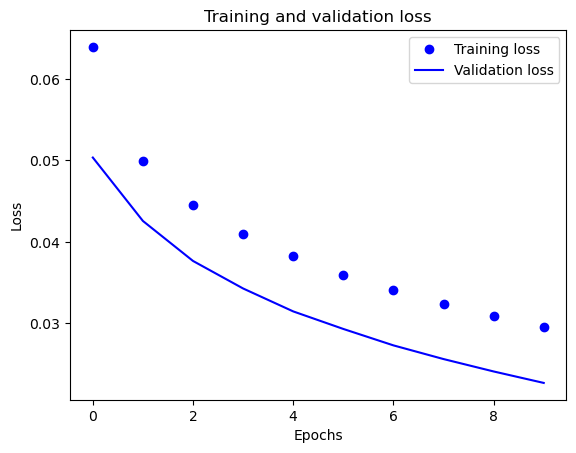 Training and validation loss
Training loss
Validation loss
0.06
0.05
0.04
0.03
Loss
0
2
4
6
8
Epochs